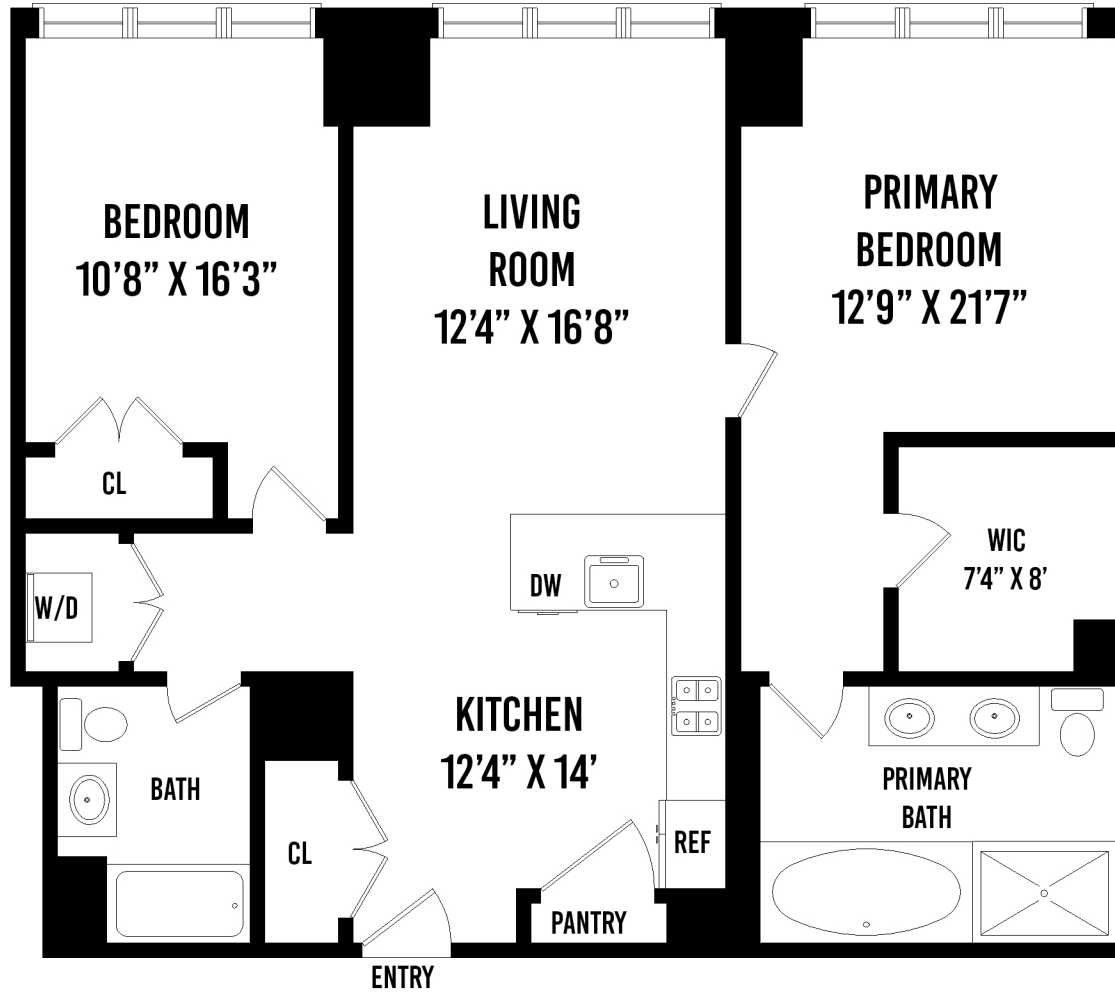 BEDROOM
10’8” X 16’3”
LIVING
ROOM
12’4” X 16’8”
PRIMARY
BEDROOM
12’9” X 21’7”
CL
W/D
DW
WIC
7’4” X 8’
KITCHEN
12’4” X 14’
BATH
CL
REF
PANTRY
PRIMARY
BATH
ENTRY